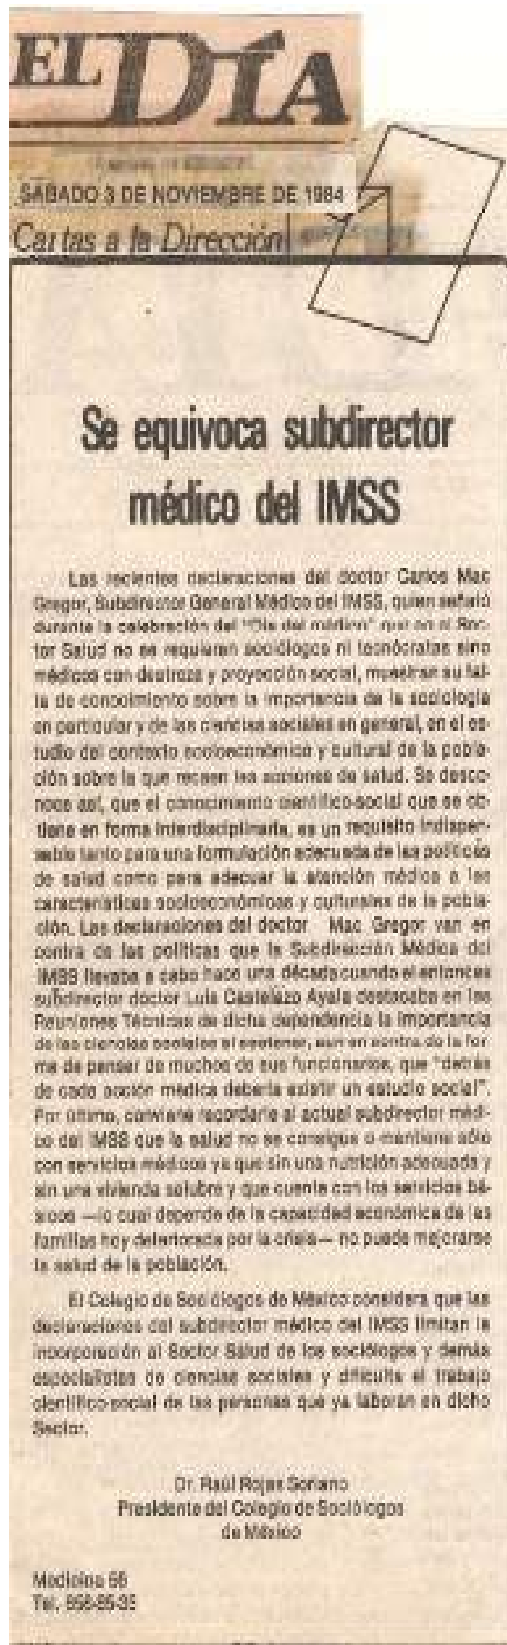 EL DÍA
SABADO 3 DE NOVIEMBRE DE 1984
Cartas a la Dirección
Se equivoca subdirector
médico del IMSS
Las recientes declaraciones del doctor Carlos Mac
Gregor, Subdirector General Médico del IMSS, quien señaló
durante la celebración del "Día del médico" que en el Sec-
tor Salud no se requieren sociólogos ni tecnócratas sino
médicos con destreza y proyección social, muestran su fal-
ta de conocimiento sobre la importancia de la sociología
en particular y de las ciencias sociales en general, en el es-
tudio del contexto socioeconómico y cultural de la pobla-
ción sobre la que recaen las acciones de salud. Se desco-
noce así, que el conocimiento científico-social que se ob-
tiene en forma interdisciplinaria, es un requisito indispen-
sable tanto para una formulación adecuada de las políticas
de salud como para adecuar la atención médica a las
características socioeconómicas y culturales de la pobla-
ción. Las declaraciones del doctor Mac Gregor van en
contra de las políticas que la Subdirección Médica del
IMSS llevaba a cabo hace una década cuando el entonces
subdirector doctor Luis Castelazo Ayala destacaba en las
Reuniones Técnicas de dicha dependencia la importancia
de las ciencias sociales al sostener, aun en contra de la for-
ma de pensar de muchos de sus funcionarios, que "detrás
de cada acción médica debería existir un estudio social".
Por último, conviene recordarle al actual subdirector médi-
co del IMSS que la salud no se consigue o mantiene sólo
con servicios médicos ya que sin una nutrición adecuada y
sin una vivienda salubre y que cuente con los servicios bá-
sicos —lo cual depende de la capacidad económica de las
familias hoy deteriorada por la crisis— no puede mejorarse
la salud de la población.
El Colegio de Sociólogos de México considera que las
declaraciones del subdirector médico del IMSS limitan la
incorporación al Sector Salud de los sociólogos y demás
especialistas de ciencias sociales y dificulta el trabajo
científico-social de las personas que ya laboran en dicho
Sector.
Dr. Raúl Rojas Soriano
Presidente del Colegio de Sociólogos
de México
Medicina
Tel.